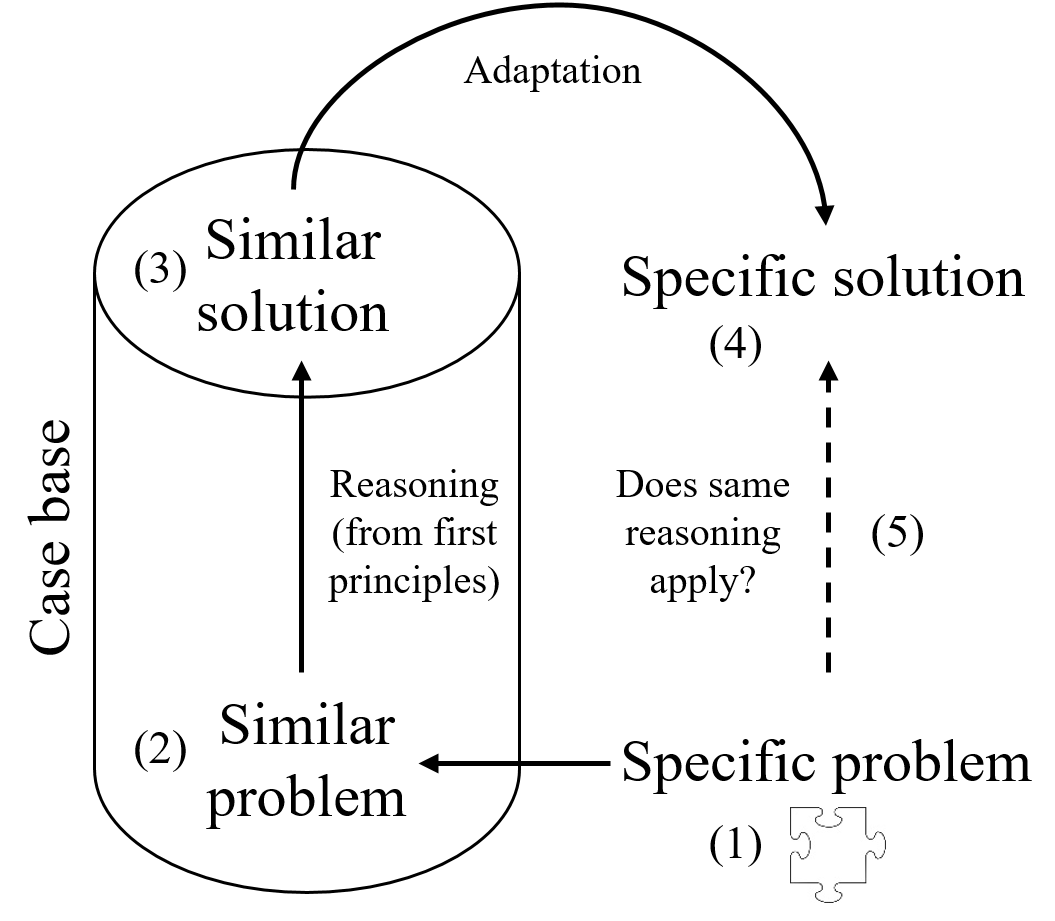 Adaptation
(3)
Similar
solution
Specific solution
(4)
Case base
Reasoning
(from first
principles)
Does same
reasoning
apply?
(5)
(2)
Similar
problem
Specific problem
(1)